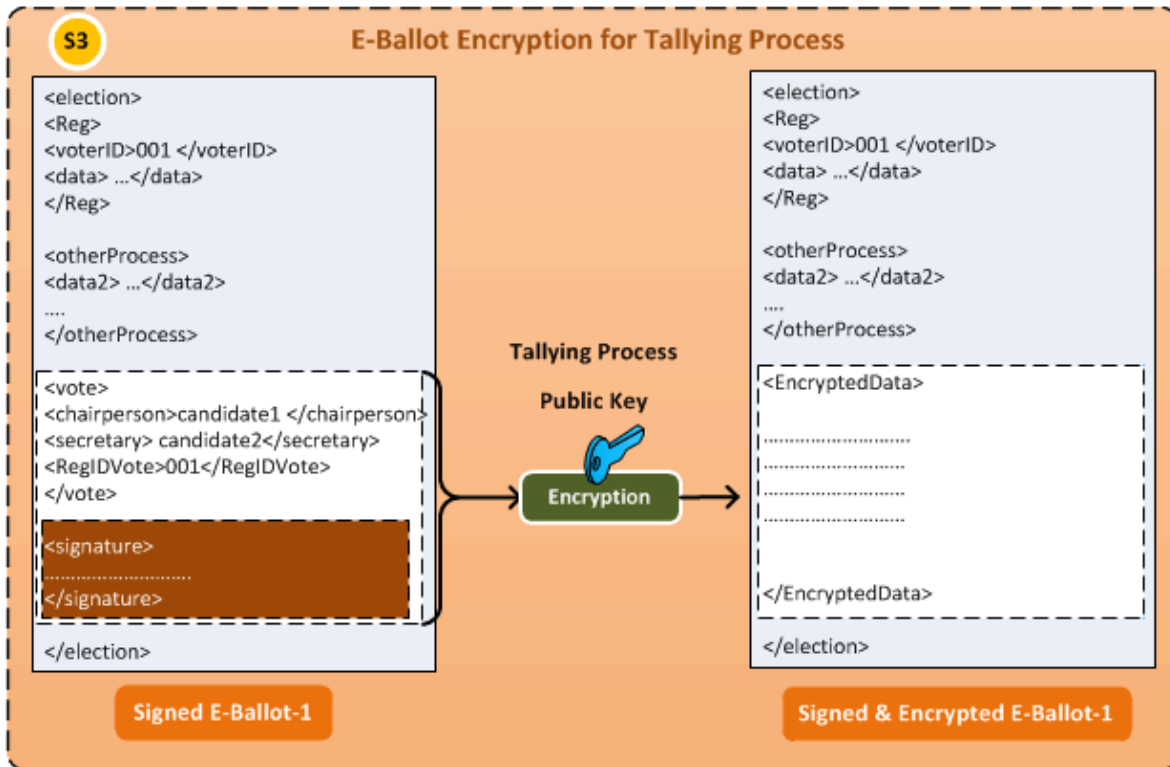 S3
E-Ballot Encryption for Tallying Process
<election>
<Reg>
<voterID>001 </voterID>
<data> ...</data>
</Reg>
<otherProcess>
<data2> ...</data2>
....
</otherProcess>
<vote>
<chairperson>candidate1 </chairperson>
<secretary> candidate2</secretary>
<RegIDVote>001</RegIDVote>
</vote>
<signature>
..............................
</signature>
</election>
Signed E-Ballot-1
Tallying Process
Public Key
Encryption
<election>
<Reg>
<voterID>001 </voterID>
<data> ...</data>
</Reg>
<otherProcess>
<data2> ...</data2>
....
</otherProcess>
<EncryptedData>
..............................
..............................
..............................
..............................
</EncryptedData>
</election>
Signed & Encrypted E-Ballot-1